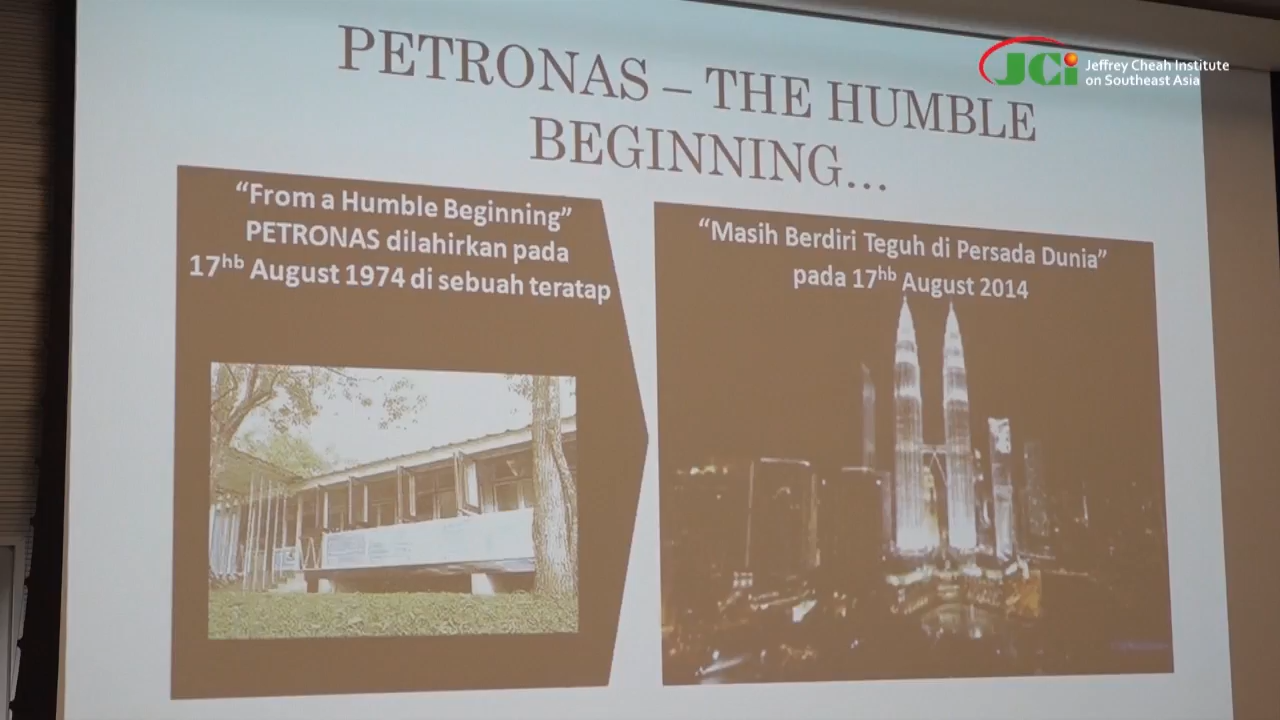 PETRONAS – THE HUMBLE
BEGINNING...
JCi
Jeffrey Cheah Institute
on Southeast Asia
“From a Humble Beginning”
PETRONAS dilahirkan pada
17hb August 1974 di sebuah teratap
“Masih Berdiri Teguh di Persada Dunia”
pada 17hb August 2014